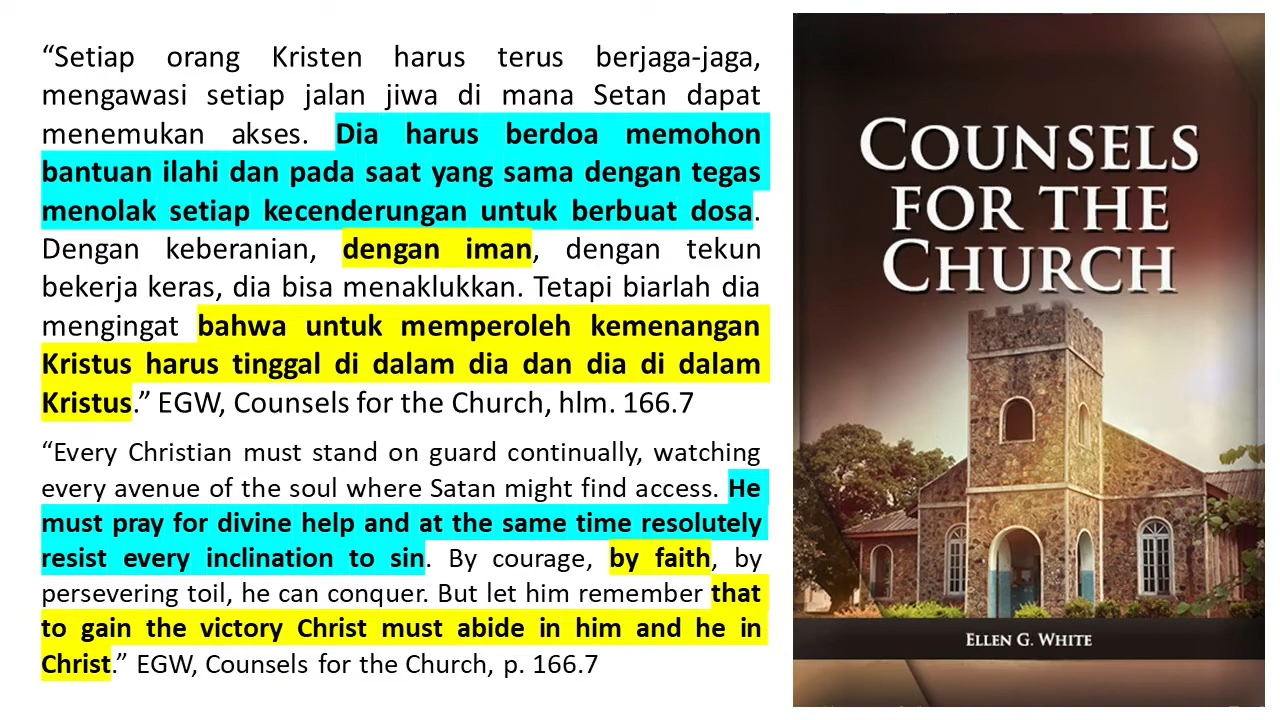 “Setiap orang Kristen harus terus berjaga-jaga,
mengawasi setiap jalan jiwa di mana Setan dapat
menemukan akses. Dia harus berdoa memohon
bantuan ilahi dan pada saat yang sama dengan tegas
menolak setiap kecenderungan untuk berbuat dosa.
Dengan keberanian, dengan iman, dengan tekun
bekerja keras, dia bisa menaklukkan. Tetapi biarlah dia
mengingat bahwa untuk memperoleh kemenangan
Kristus harus tinggal di dalam dia dan dia di dalam
Kristus.” EGW, Counsels for the Church, hlm. 166.7
“Every Christian must stand on guard continually, watching
every avenue of the soul where Satan might find access. He
must pray for divine help and at the same time resolutely
resist every inclination to sin. By courage, by faith, by
persevering toil, he can conquer. But let him remember that
to gain the victory Christ must abide in him and he in
Christ.” EGW, Counsels for the Church, p. 166.7
COUNSELS
FOR THE
CHURCH
ELLEN G. WHITE